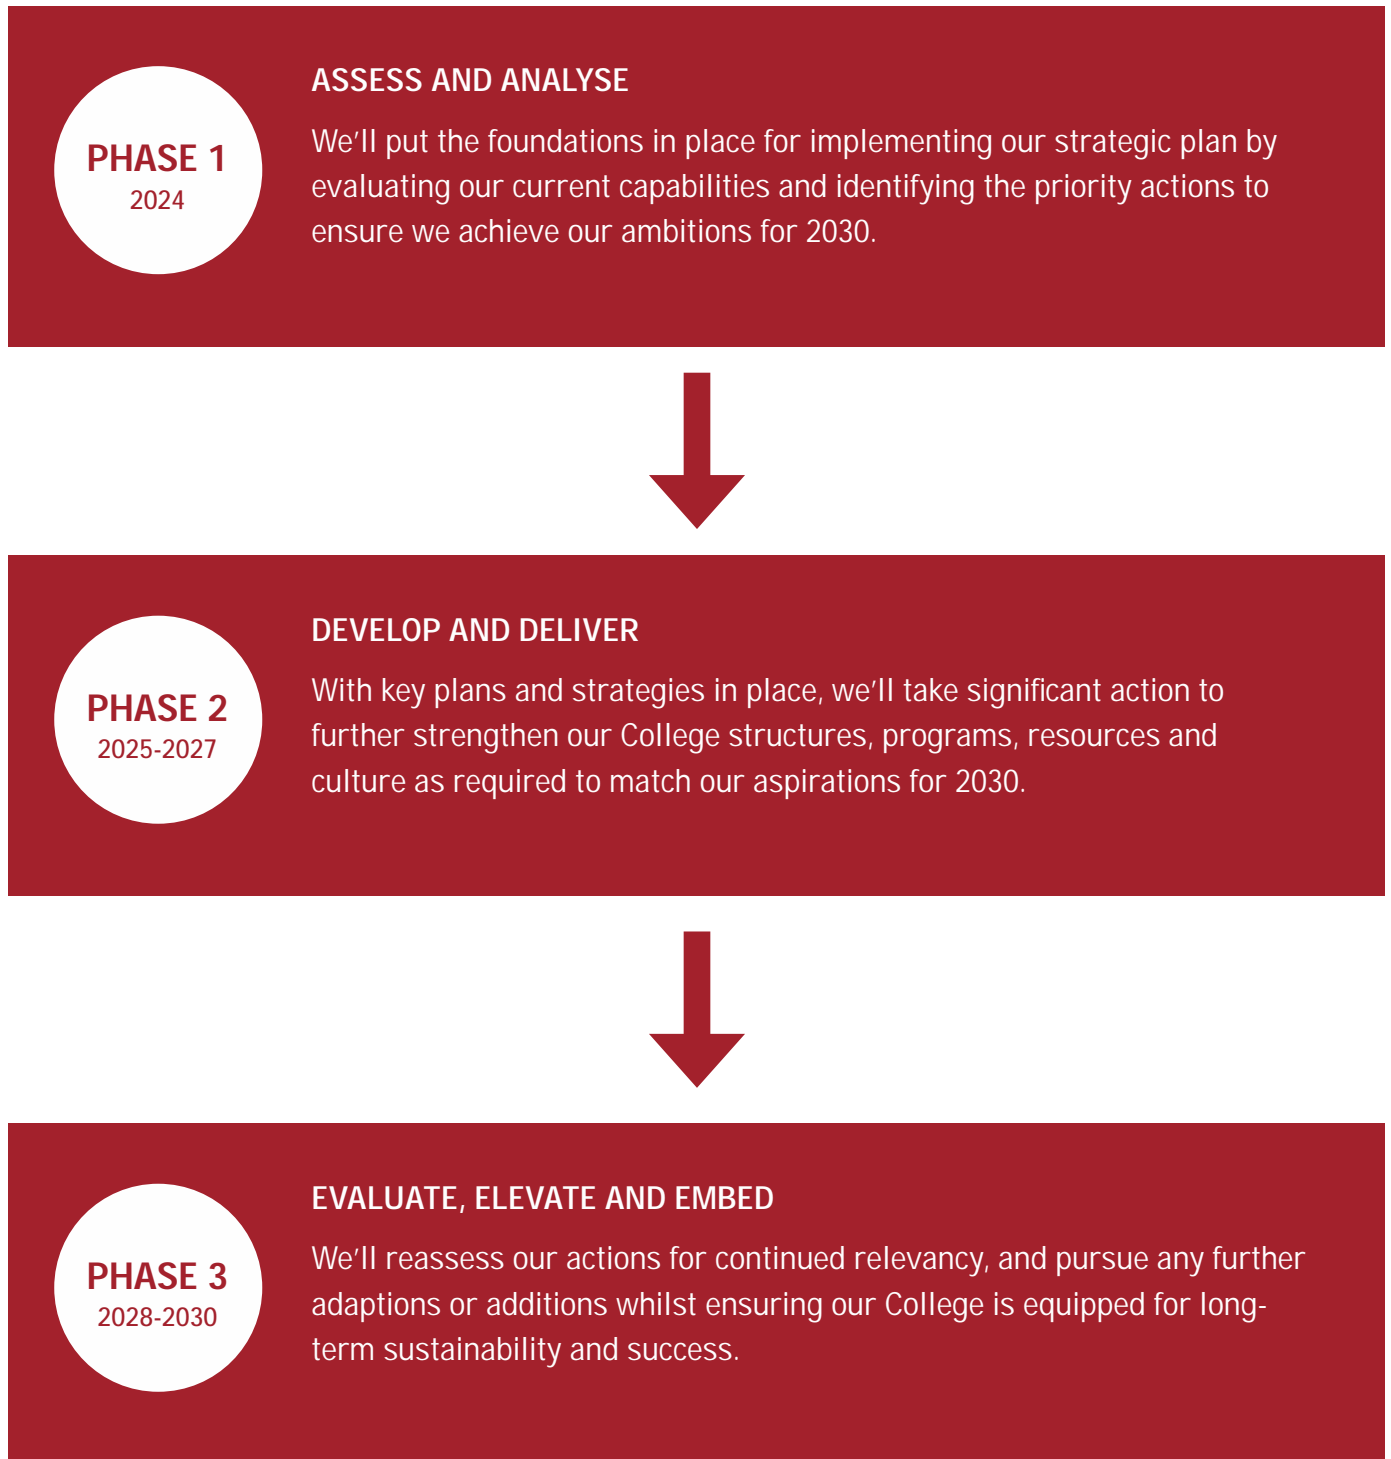 PHASE 1
2024
ASSESS AND ANALYSE
We'll put the foundations in place for implementing our strategic plan by
evaluating our current capabilities and identifying the priority actions to
ensure we achieve our ambitions for 2030.
PHASE 2
2025-2027
DEVELOP AND DELIVER
With key plans and strategies in place, we'll take significant action to
further strengthen our College structures, programs, resources and
culture as required to match our aspirations for 2030.
PHASE 3
2028-2030
EVALUATE, ELEVATE AND EMBED
We'll reassess our actions for continued relevancy, and pursue any further
adaptions or additions whilst ensuring our College is equipped for long-
term sustainability and success.